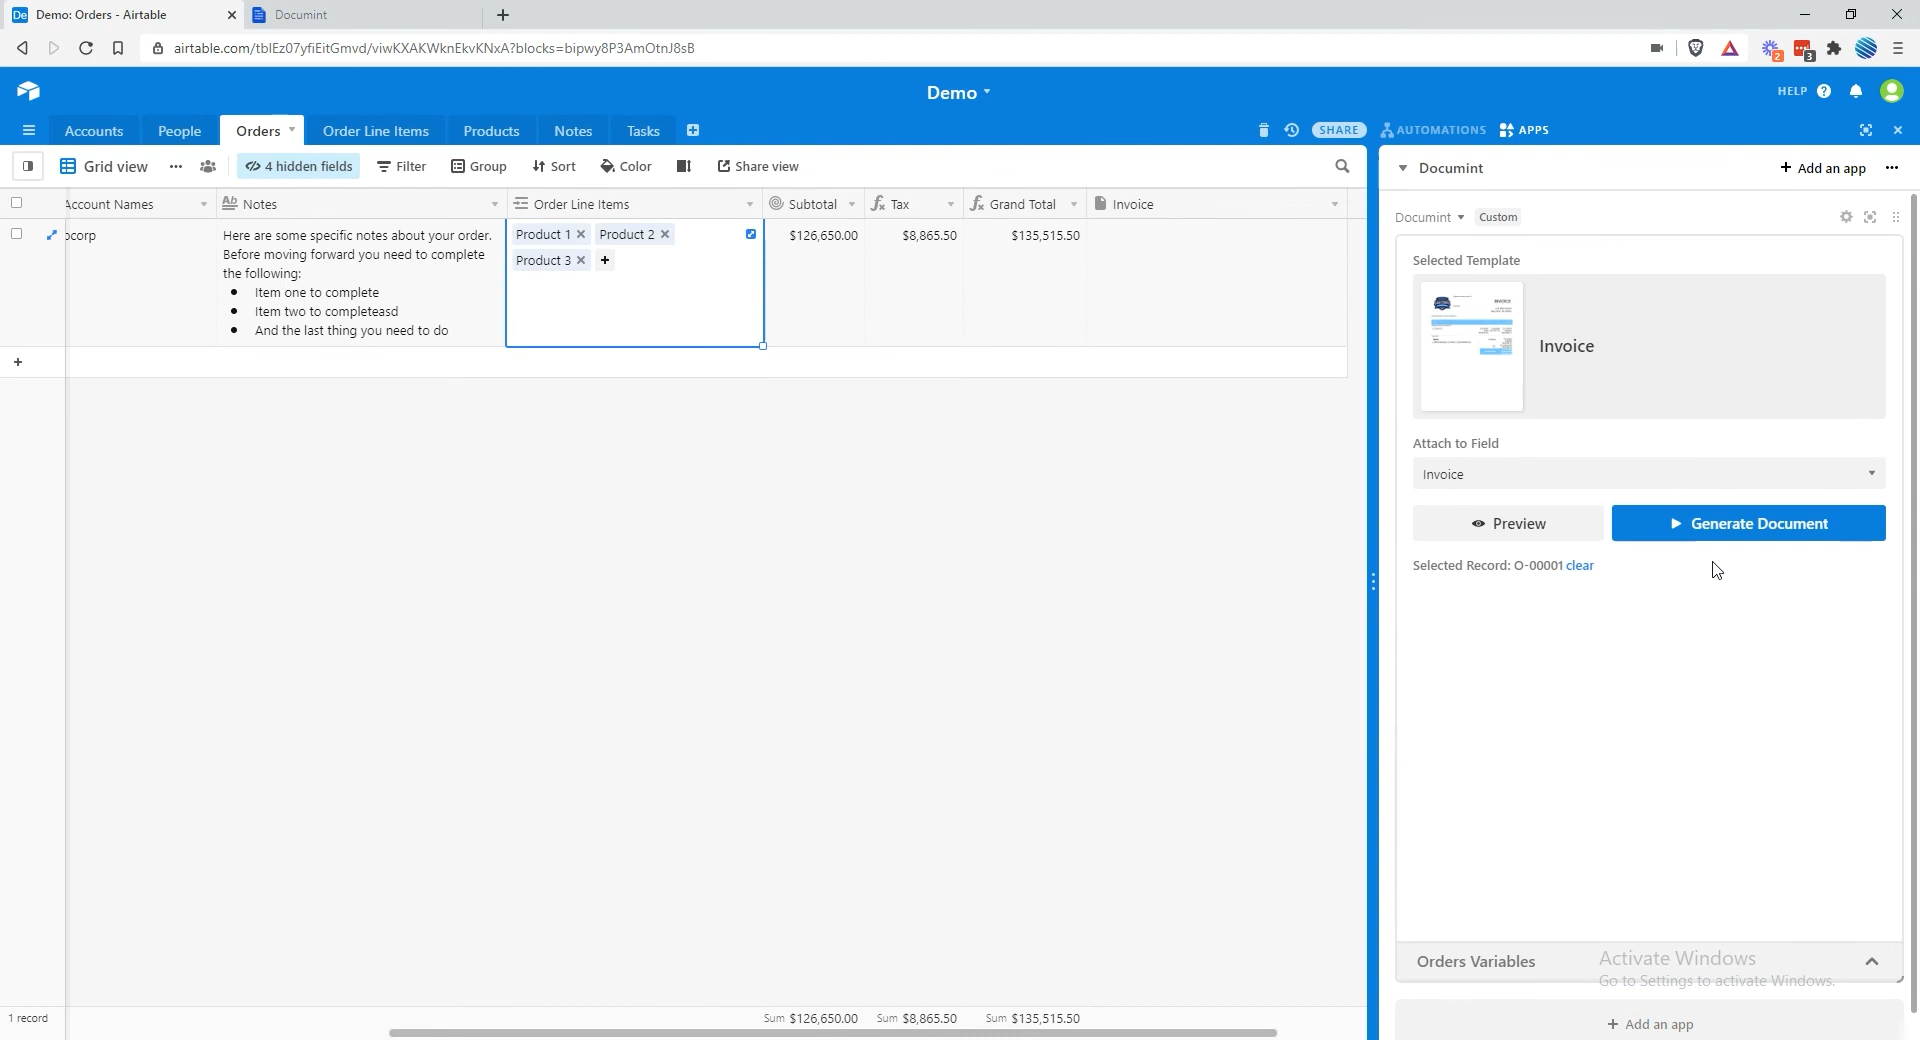 De Demo: Orders - Airtable
Documint
airtable.com/tblEz07yfiEitGmvd/viwKXAKWknEkvKNxA?blocks=bipwy8P3AmOtnJ8sB
2
3
Demo
HELP
Accounts
People
Orders
Order Line Items
Products
Notes
Tasks
SHARE
AUTOMATIONS
APPS
Grid view
4 hidden fields
Filter
Group
Sort
Color
Share view
Documint
+ Add an app
Account Names
Notes
Order Line Items
Subtotal
Tax
Grand Total
Invoice
ocorp
Here are some specific notes about your order.
Before moving forward you need to complete
the following:
• Item one to complete
• Item two to completeasd
• And the last thing you need to do
Product 1
Product 2
Product 3
$126,650.00
$8,865.50
$135,515.50
Documint
Custom
Selected Template
INVOICE
Invoice
Attach to Field
Invoice
Preview
Generate Document
Selected Record: O-00001 clear
Orders Variables
Activate Windows
Go to Settings to activate Windows.
+ Add an app
1 record
Sum $126,650.00
Sum $8,865.50
Sum $135,515.50